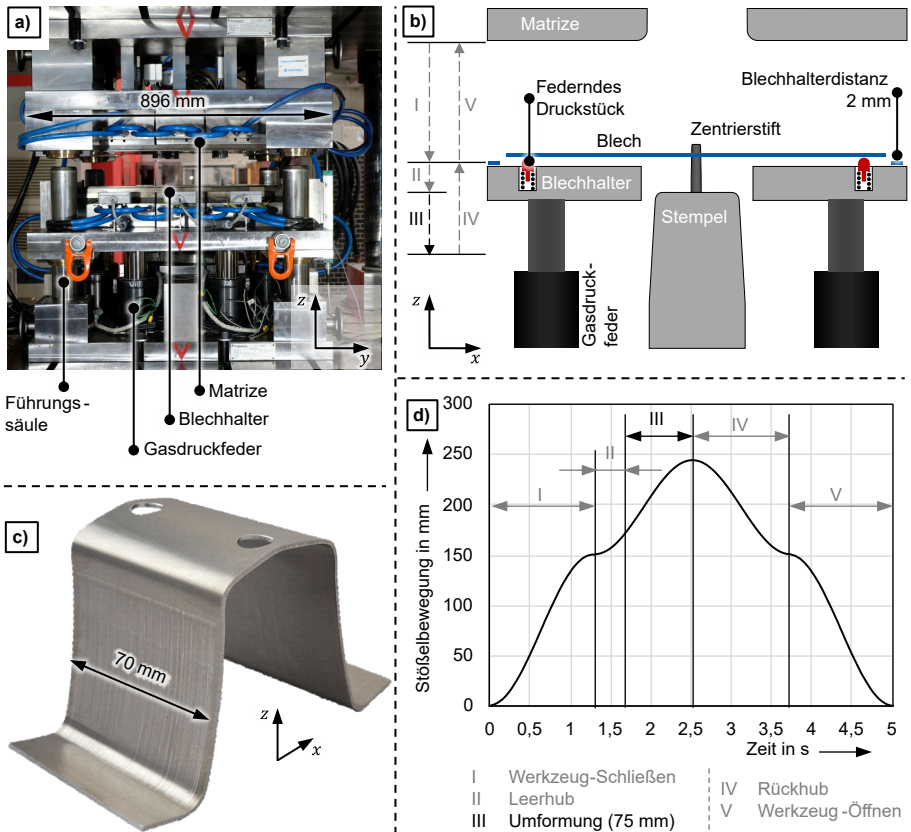 a)
896 mm
z
y
Führungs-
säule
Matrize
Blechhalter
Gasdruckfeder
b)
Matrize
I
V
Federndes
Druckstück
Blechhalterdistanz
2 mm
Blech
Zentrierstift
II
Blechhalter
III
IV
Stempel
z
x
Gasdruck-
feder
c)
70 mm
z
x
d)
Stößelbewegung in mm
300
250
200
150
100
50
0
I
II
III
IV
V
0
0,5
1
1,5
2
2,5
3
3,5
4
4,5
5
Zeit in s
I Werkzeug-Schließen
II Leerhub
III Umformung (75 mm)
IV Rückhub
V Werkzeug-Öffnen